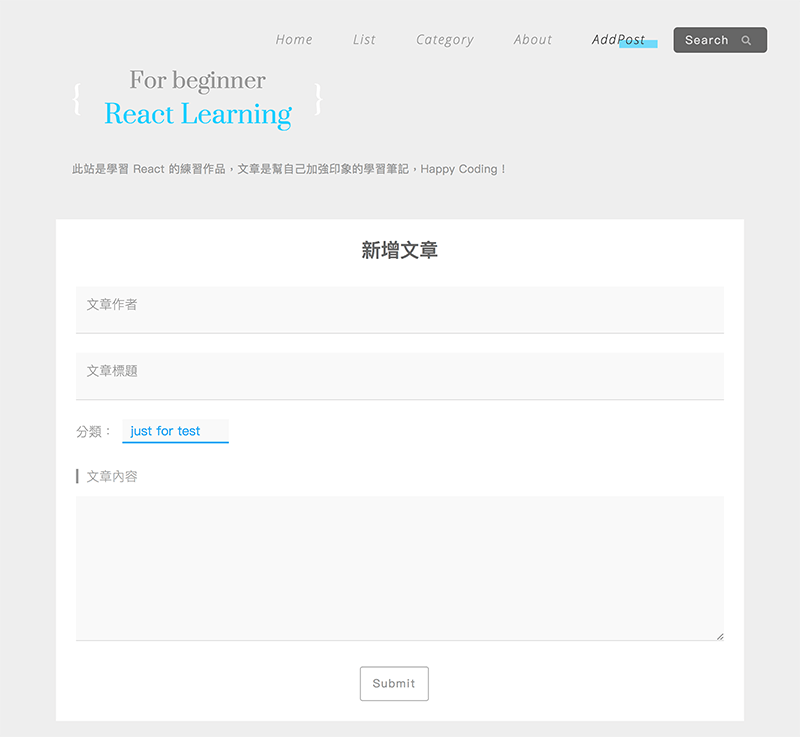 Home List Category About AddPost Search
{ For beginner }
React Learning
此站是學習 React 的練習作品，文章是幫自己加強印象的學習筆記，Happy Coding！
新增文章
文章作者
文章標題
分類： just for test
文章內容
Submit